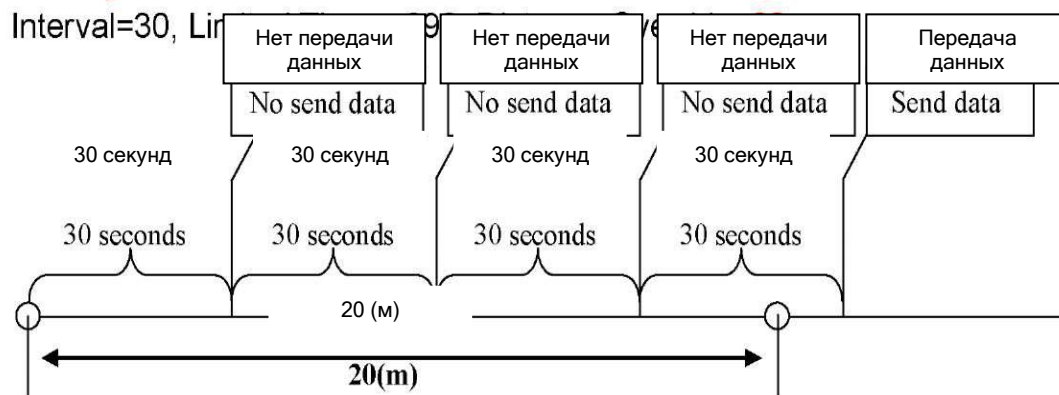 Interval=30,
Нет передачи
данных
Нет передачи
данных
Нет передачи
данных
Передача
данных
No send data
No send data
No send data
Send data
30 секунд
30 секунд
30 секунд
30 секунд
30 seconds
30 seconds
30 seconds
30 seconds
20 (м)
20(m)